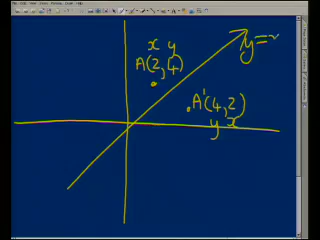 x y
A(2,4)
y=
A'(4,2)
y x